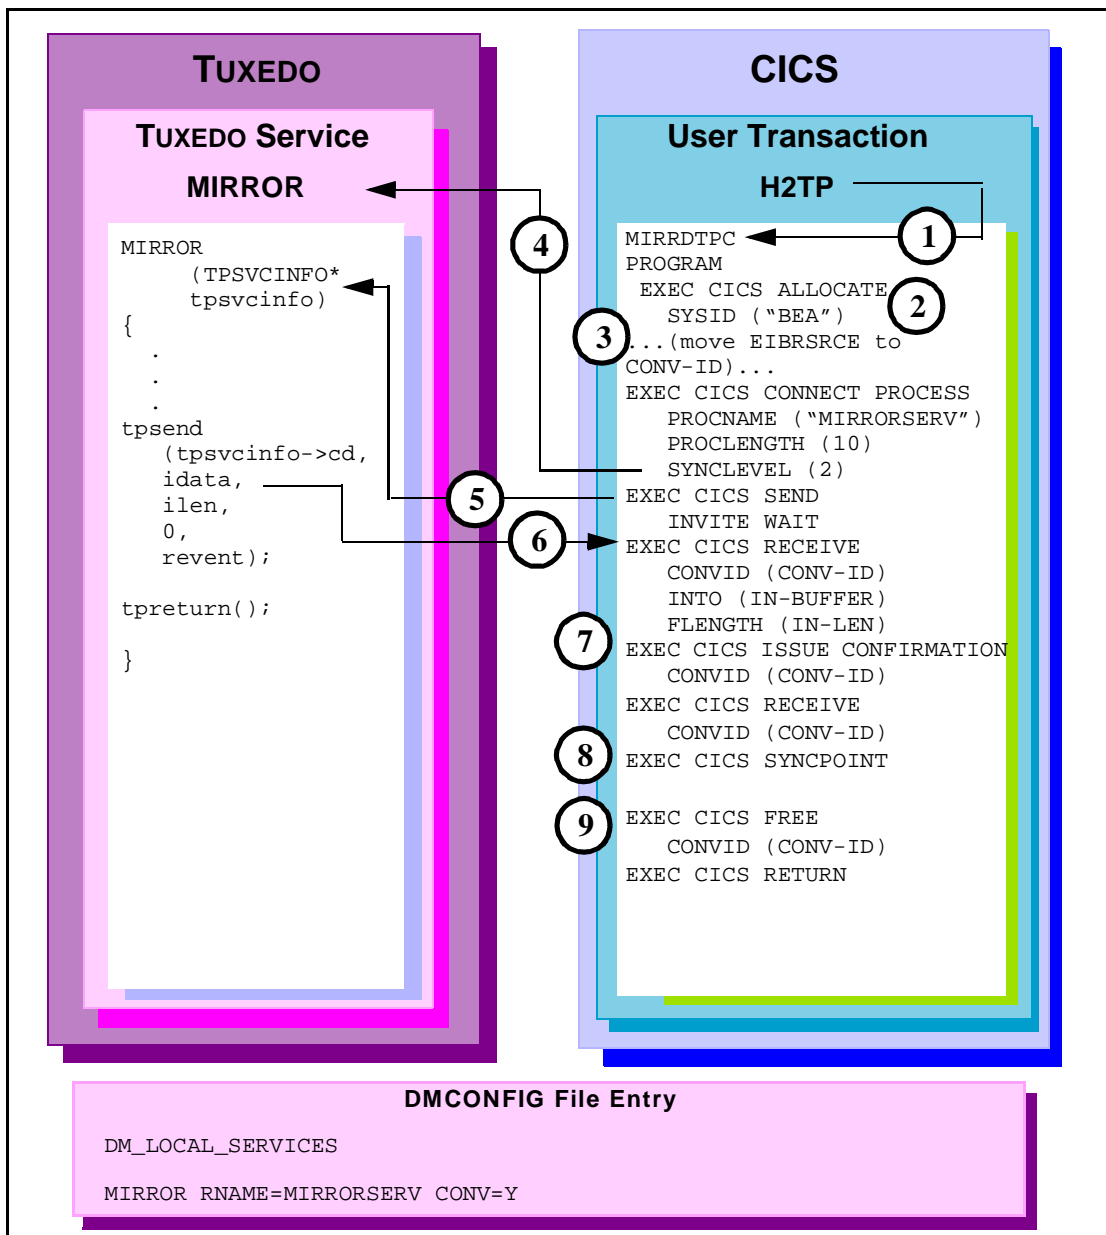 TUXEDO
TUXEDO Service
MIRROR
MIRROR
(TPSVCINFO*
tpsvcinfo)
{
.
.
.
tpsend
(tpsvcinfo->cd,
idata,
ilen,
0,
revent);
tpreturn();
}
4
5
6
CICS
User Transaction
H2TP
1
MIRRDTPC
PROGRAM
EXEC CICS ALLOCATE
2
SYSID (“BEA”)
3
...(move EIBRSRCE to
CONV-ID)...
EXEC CICS CONNECT PROCESS
PROCNAME (“MIRRORSERV”)
PROCLENGTH (10)
SYNCLEVEL (2)
EXEC CICS SEND
INVITE WAIT
EXEC CICS RECEIVE
CONVID (CONV-ID)
INTO (IN-BUFFER)
FLENGTH (IN-LEN)
7
EXEC CICS ISSUE CONFIRMATION
CONVID (CONV-ID)
EXEC CICS RECEIVE
CONVID (CONV-ID)
8
EXEC CICS SYNCPOINT
9
EXEC CICS FREE
CONVID (CONV-ID)
EXEC CICS RETURN
DMCONFIG File Entry
DM_LOCAL_SERVICES
MIRROR RNAME=MIRRORSERV CONV=Y